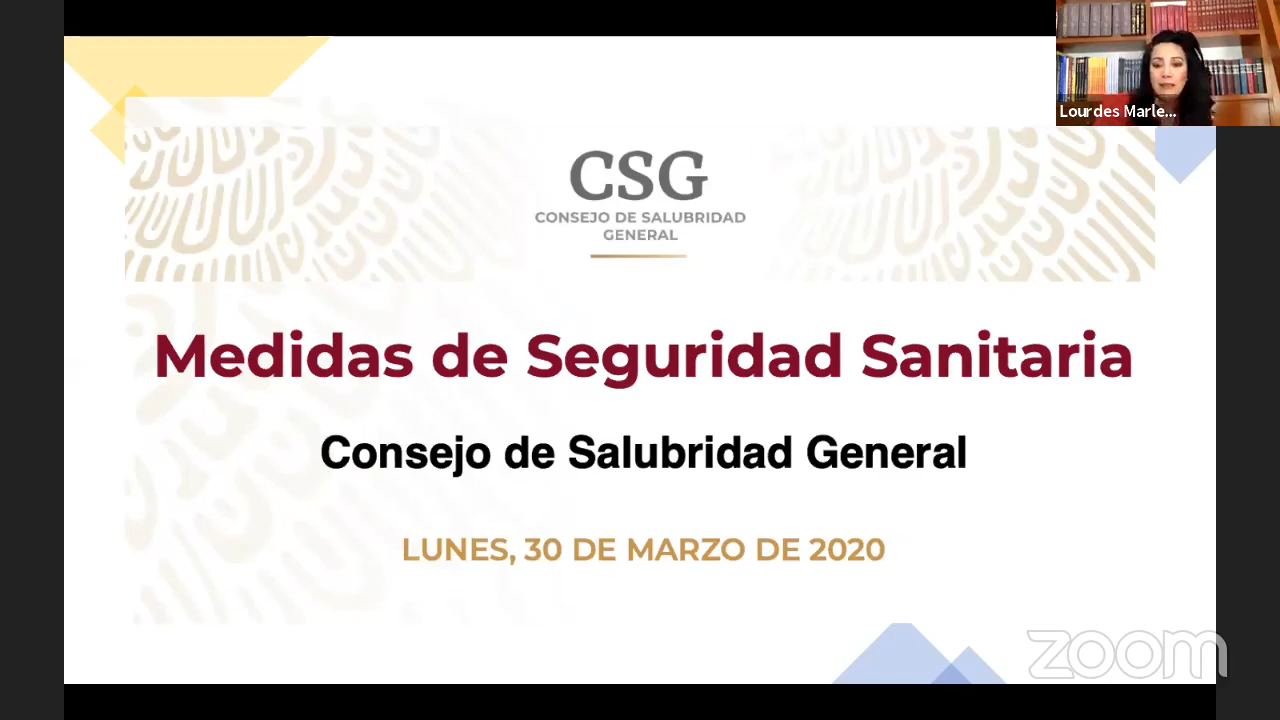 Lourdes Marle...
CSG
CONSEJO DE SALUBRIDAD
GENERAL
Medidas de Seguridad Sanitaria
Consejo de Salubridad General
LUNES, 30 DE MARZO DE 2020
zoom